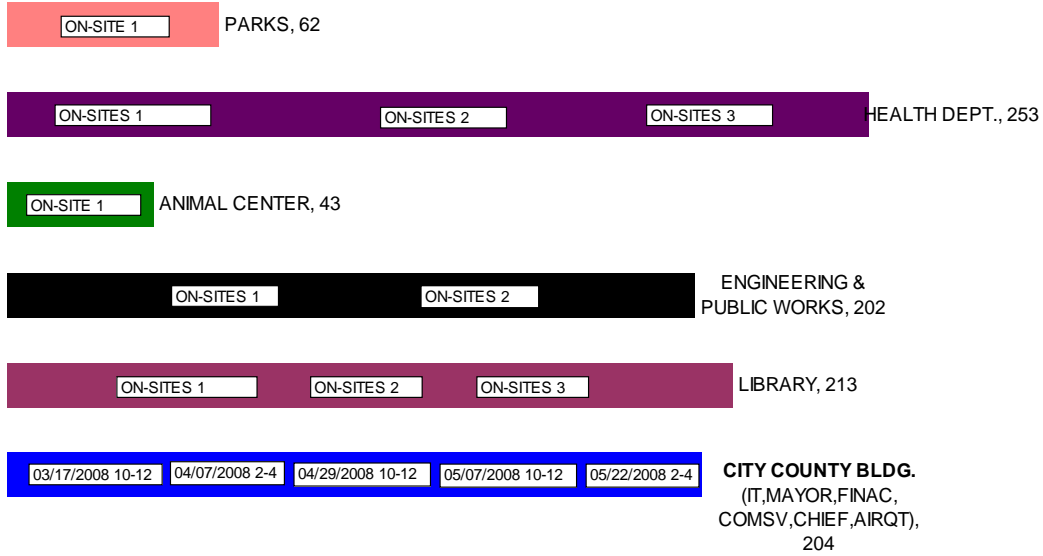 ON-SITE 1 PARKS, 62
ON-SITES 1 ON-SITES 2 ON-SITES 3 HEALTH DEPT., 253
ON-SITE 1 ANIMAL CENTER, 43
ON-SITES 1 ON-SITES 2 ENGINEERING &
PUBLIC WORKS, 202
ON-SITES 1 ON-SITES 2 ON-SITES 3 LIBRARY, 213
03/17/2008 10-12 04/07/2008 2-4 04/29/2008 10-12 05/07/2008 10-12 05/22/2008 2-4 CITY COUNTY BLDG.
(IT,MAYOR,FINAC,
COMSV,CHIEF,AIRQT),
204